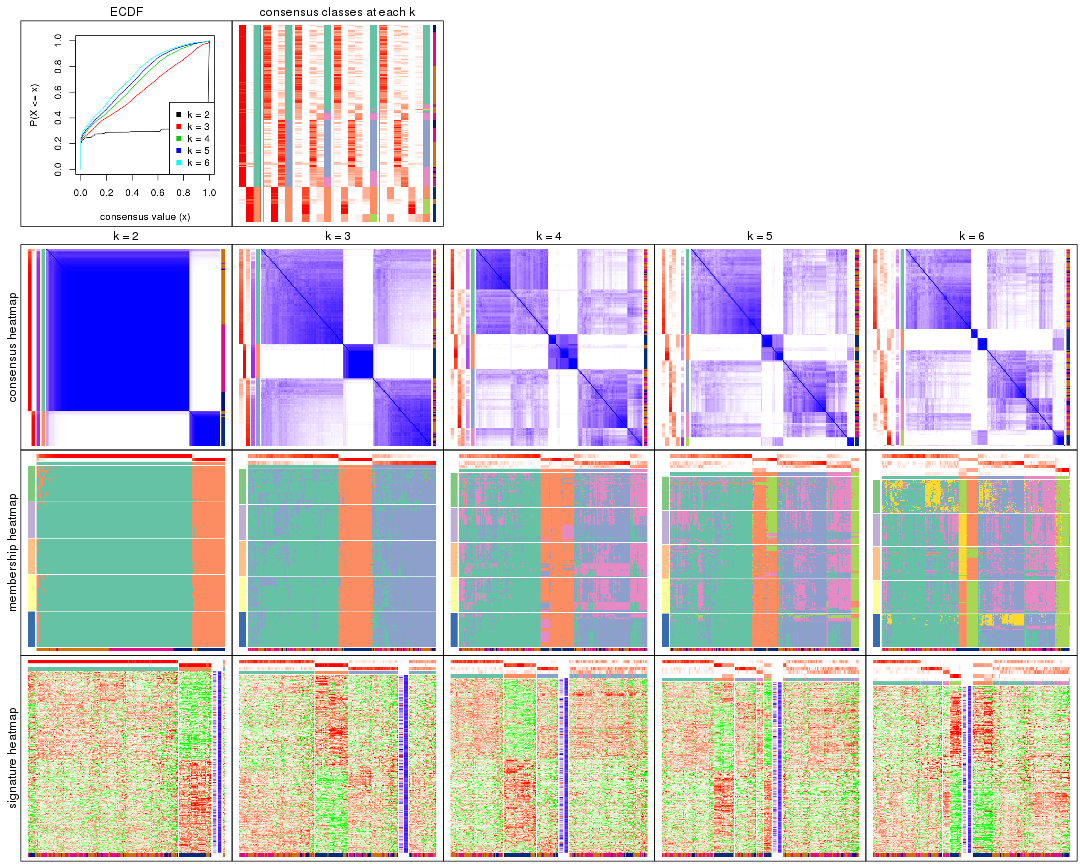 ECDF
consensus classes at each k
P(X <= x)
0.0 0.2 0.4 0.6 0.8 1.0
k = 2
k = 3
k = 4
k = 5
k = 6
0.0 0.2 0.4 0.6 0.8 1.0
consensus value (x)
k = 2
k = 3
k = 4
k = 5
k = 6
consensus heatmap
membership heatmap
signature heatmap